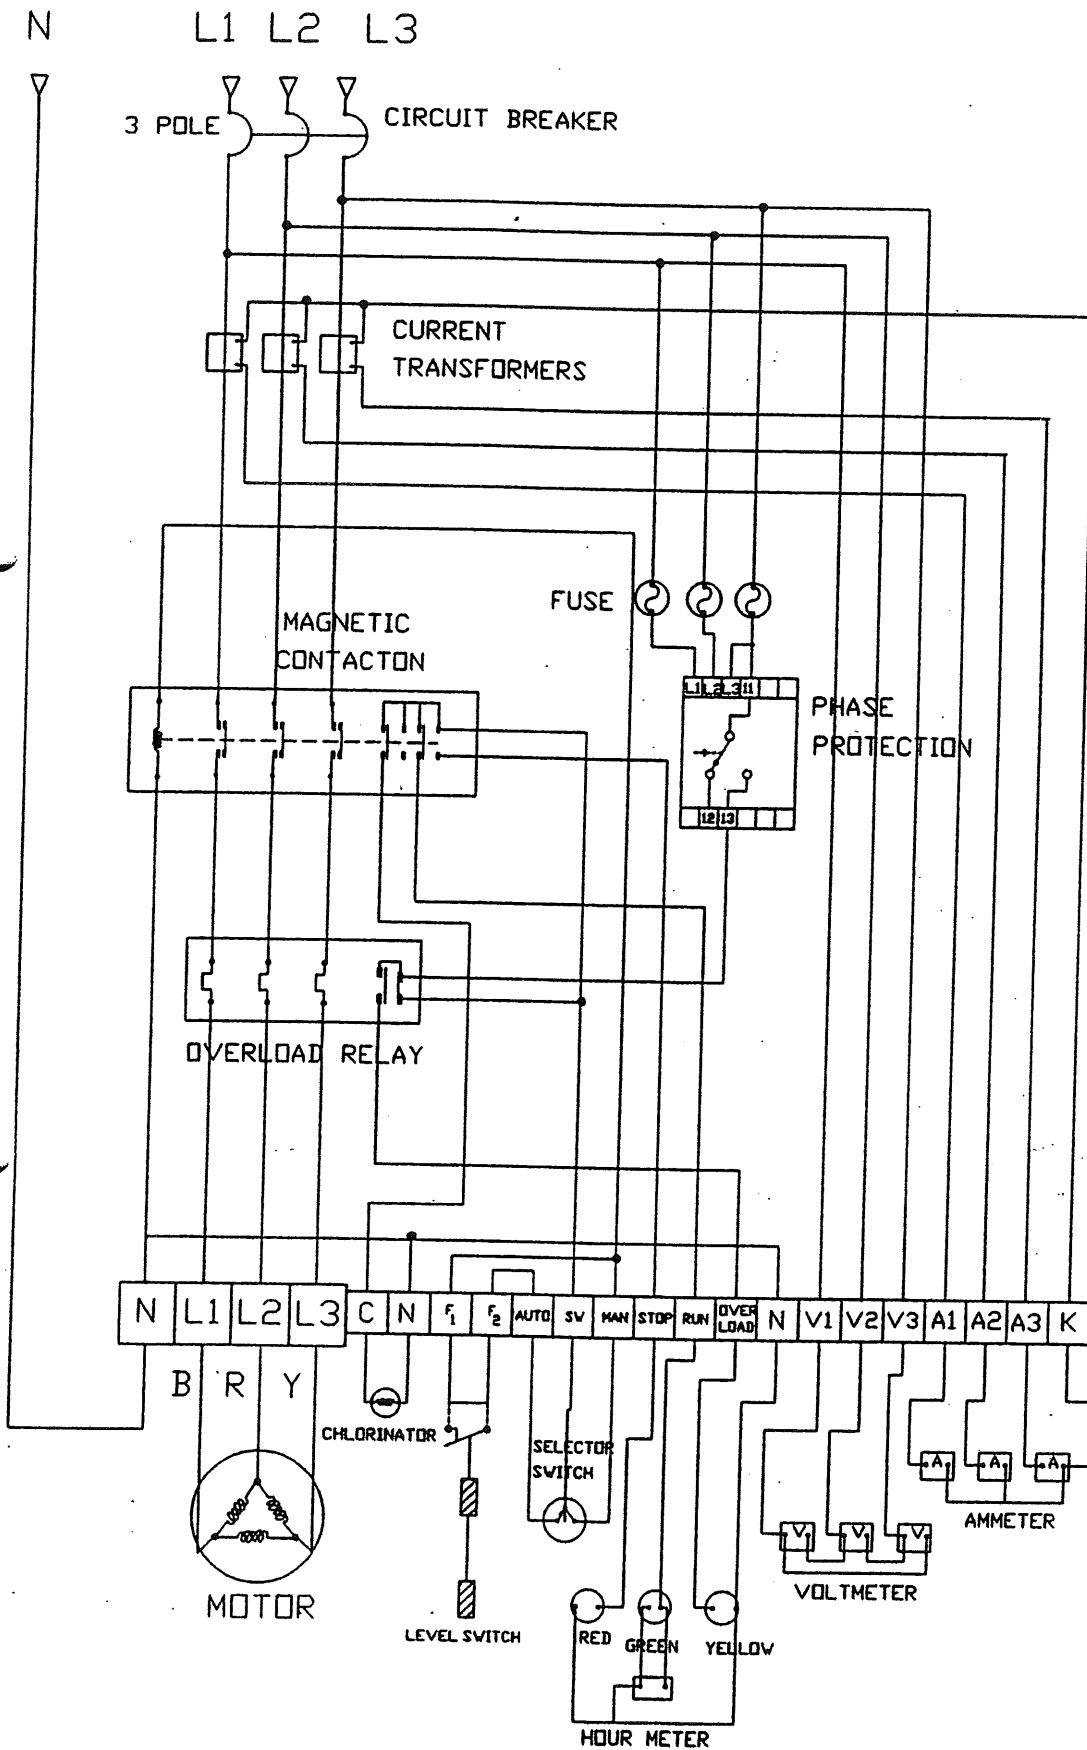 N L1 L2 L3
3 POLE
CIRCUIT BREAKER
CURRENT
TRANSFORMERS
FUSE
MAGNETIC
CONTACTON
L1 L2 L3 11
PHASE
PROTECTION
12 13
OVERLOAD RELAY
N L1 L2 L3 C N F1 F2 AUTO SW MAN STOP RUN OVER LOAD N V1 V2 V3 A1 A2 A3 K
B R Y
CHLORINATOR
SELECTOR
SWITCH
A A A
AMMETER
V V V
VOLTMETER
MOTOR
LEVEL SWITCH
RED GREEN YELLOW
HOUR METER